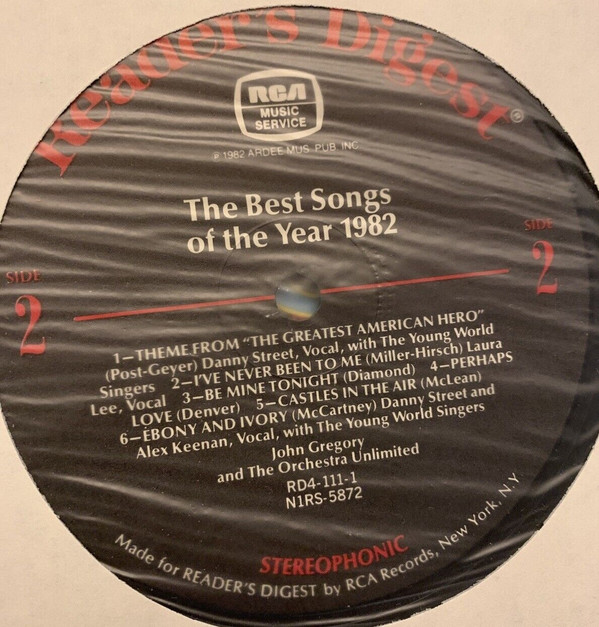 Reader's Digest®
RCA
MUSIC
SERVICE
℗ 1982 ARDEE MUS. PUB. INC.
The Best Songs
of the Year 1982
SIDE
2
SIDE
2
1—THEME FROM "THE GREATEST AMERICAN HERO"
(Post-Geyer) Danny Street, Vocal, with The Young World
Singers 2—I'VE NEVER BEEN TO ME (Miller-Hirsch) Laura
Lee, Vocal 3—BE MINE TONIGHT (Diamond) 4—PERHAPS
LOVE (Denver) 5—CASTLES IN THE AIR (McLean)
6—EBONY AND IVORY (McCartney) Danny Street and
Alex Keenan, Vocal, with The Young World Singers
John Gregory
and The Orchestra Unlimited
RD4-111-1
N1RS-5872
STEREOPHONIC
Made for READER'S DIGEST by RCA Records, New York, N.Y